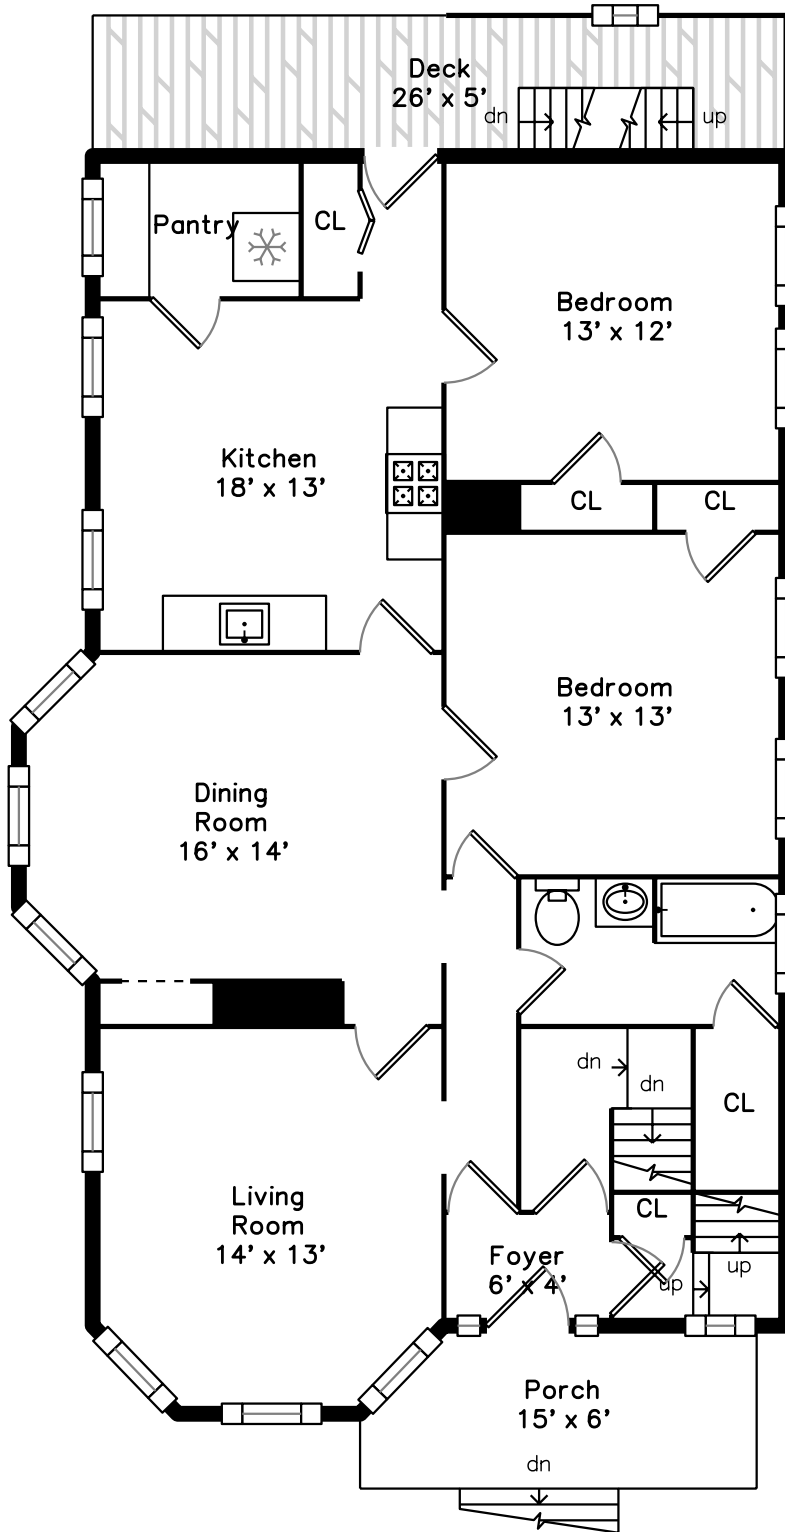 Deck
26' x 5'
dn
up
Pantry
CL
Bedroom
13' x 12'
Kitchen
18' x 13'
CL
CL
Bedroom
13' x 13'
Dining
Room
16' x 14'
dn
dn
CL
Living
Room
14' x 13'
CL
Foyer
6' x 4'
up
up
Porch
15' x 6'
dn